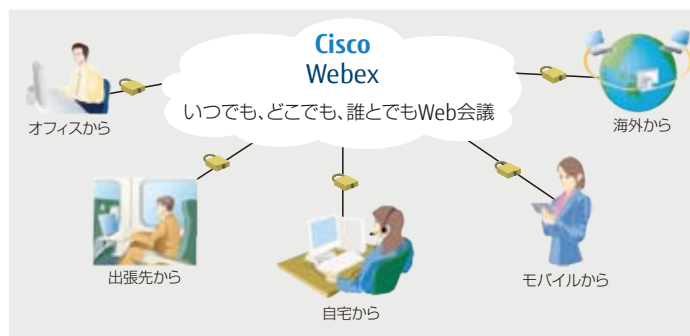 Cisco
Webex
いつでも、どこでも、誰とでもWeb会議
オフィスから
海外から
出張先から
モバイルから
自宅から